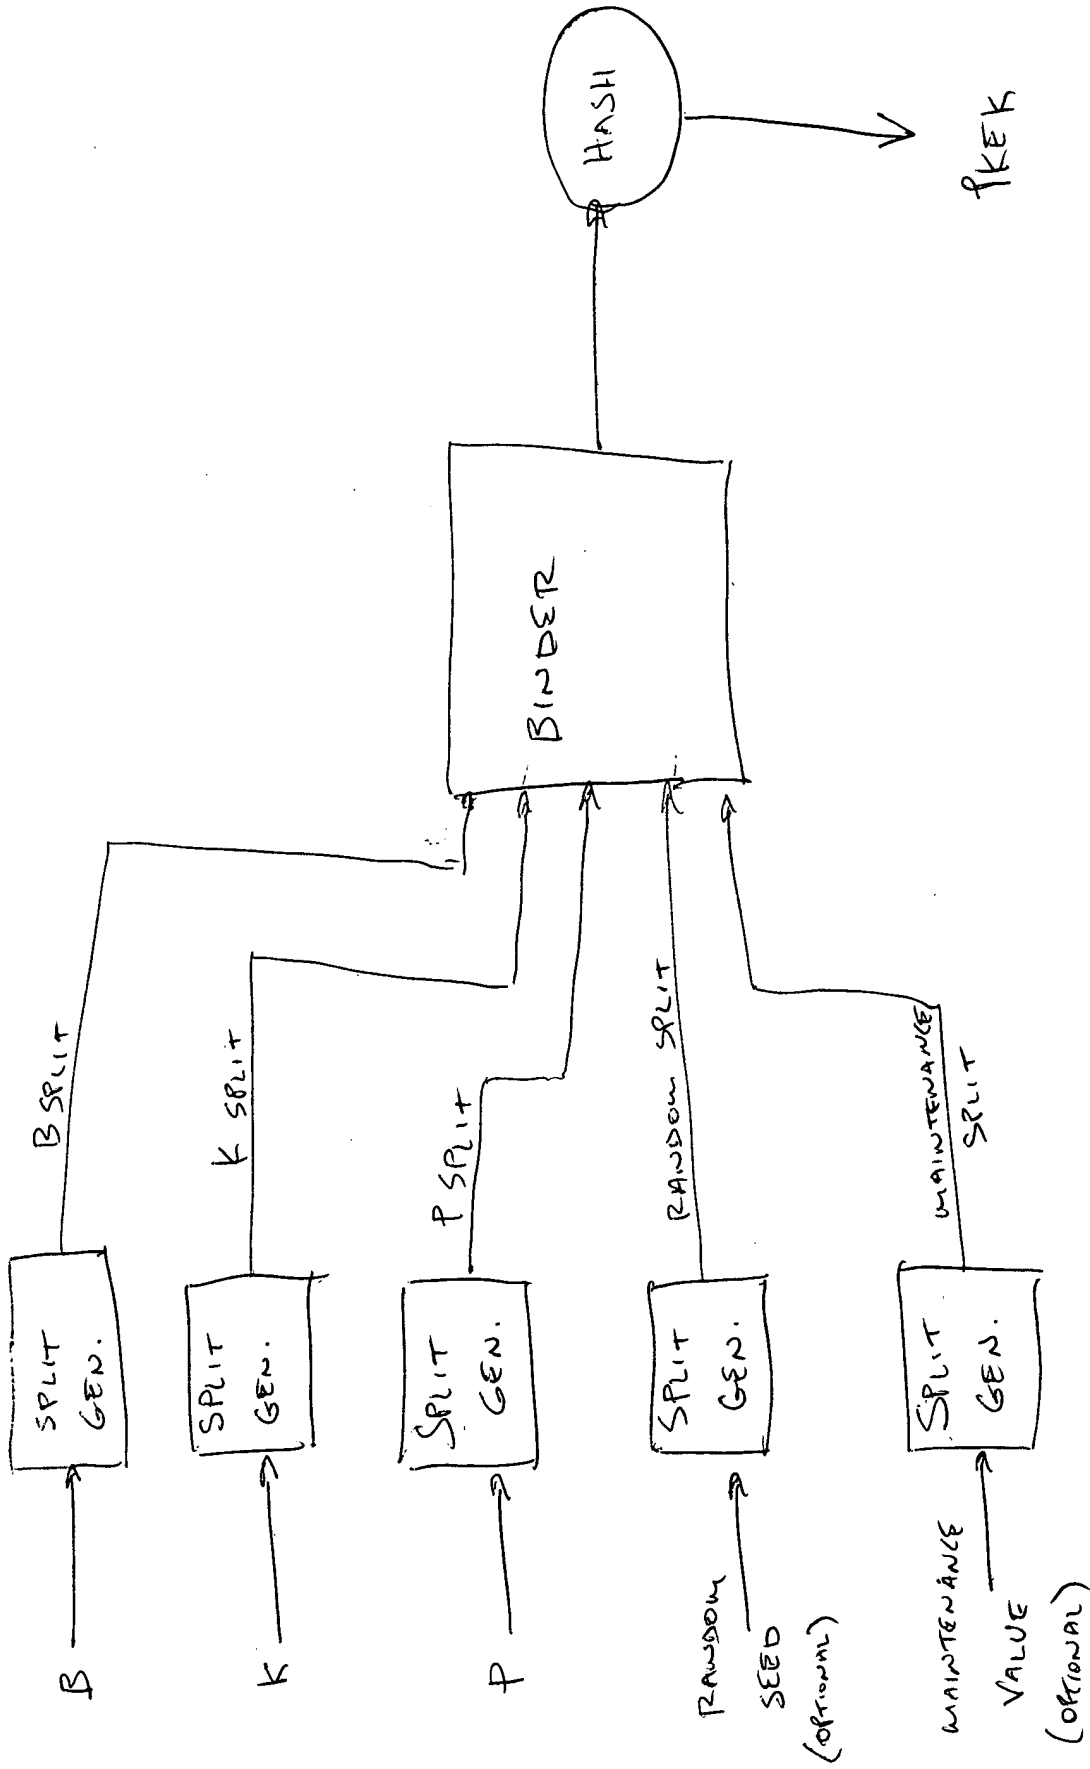 B
SPLIT
GEN.
B SPLIT
K
SPLIT
GEN.
K SPLIT
P
SPLIT
GEN.
P SPLIT
RANDOM
SEED
(OPTIONAL)
SPLIT
GEN.
RANDOM SPLIT
MAINTENANCE
VALUE
(OPTIONAL)
SPLIT
GEN.
MAINTENANCE
SPLIT
BINDER
HASH
PKEK